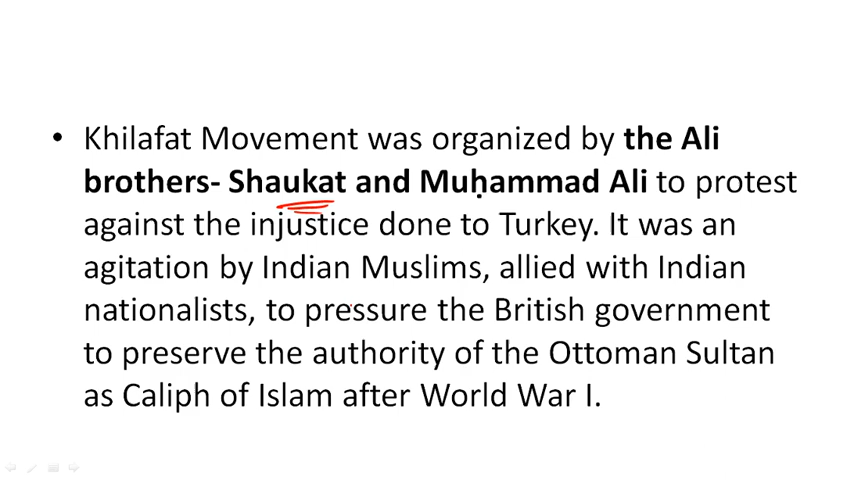 • Khilafat Movement was organized by the Ali
brothers- Shaukat and Muḥammad Ali to protest
against the injustice done to Turkey. It was an
agitation by Indian Muslims, allied with Indian
nationalists, to pressure the British government
to preserve the authority of the Ottoman Sultan
as Caliph of Islam after World War I.